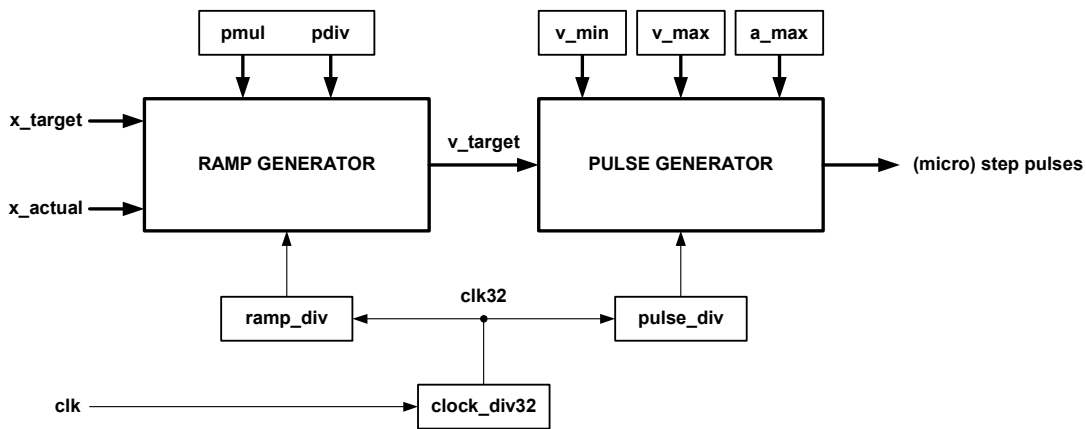 pmul pdiv
v_min v_max a_max
x_target
RAMP GENERATOR
v_target
PULSE GENERATOR
(micro) step pulses
x_actual
clk32
ramp_div
pulse_div
clk
clock_div32